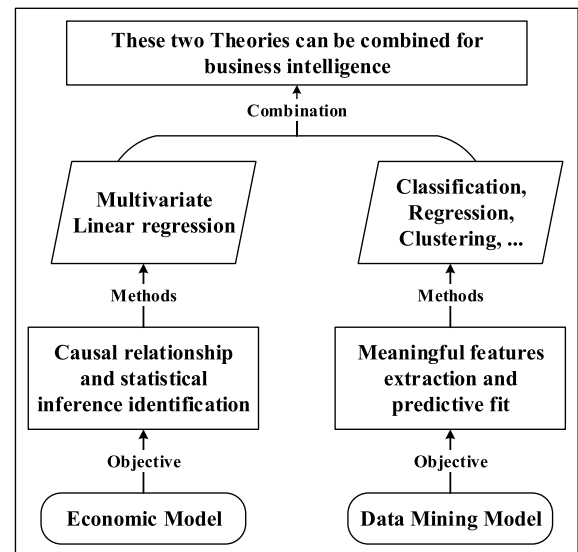 These two Theories can be combined for
business intelligence
Combination
Multivariate
Linear regression
Classification,
Regression,
Clustering, ...
Methods
Methods
Causal relationship
and statistical
inference identification
Meaningful features
extraction and
predictive fit
Objective
Objective
Economic Model
Data Mining Model